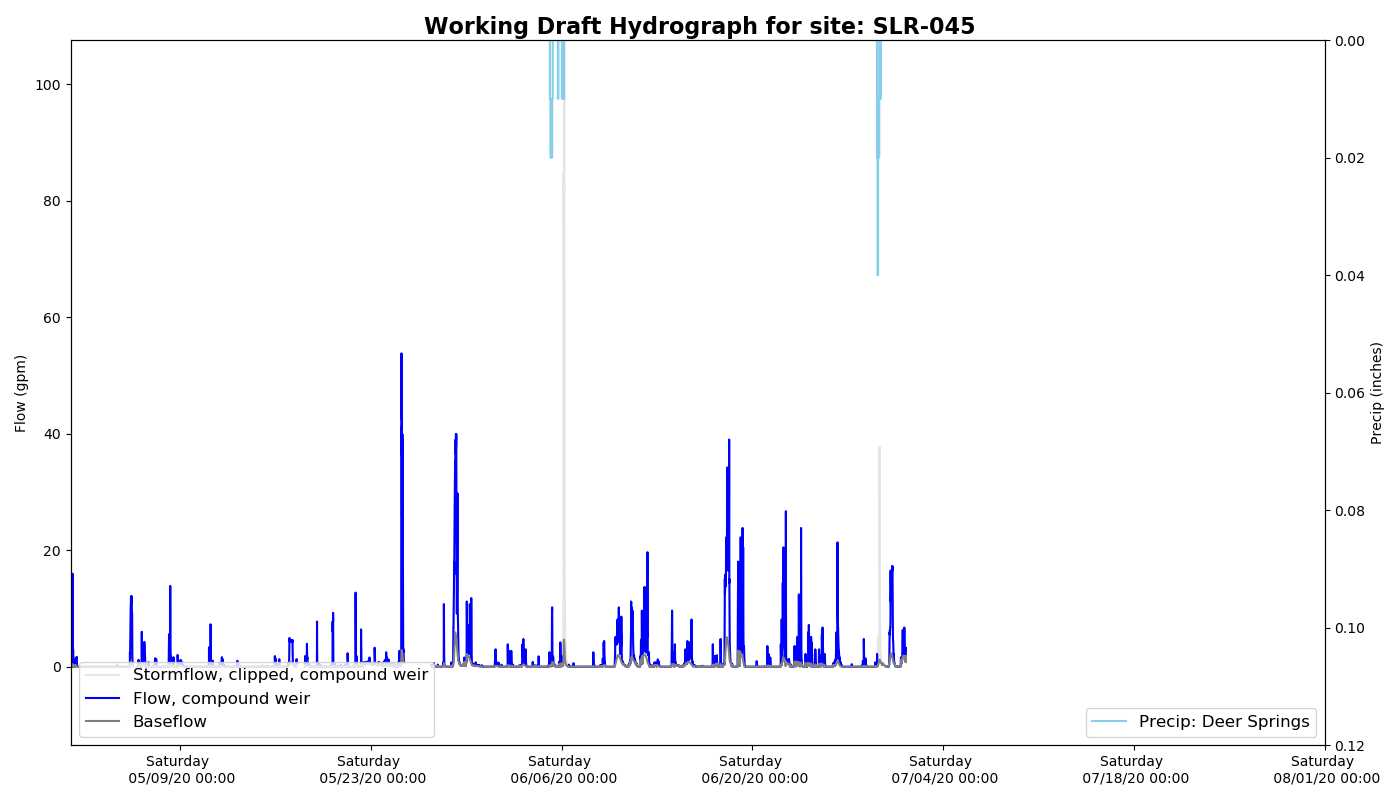 Working Draft Hydrograph for site: SLR-045
100
80
60
40
20
0
Flow (gpm)
0.00
0.02
0.04
0.06
0.08
0.10
0.12
Precip (inches)
Stormflow, clipped, compound weir
Flow, compound weir
Baseflow
Precip: Deer Springs
Saturday
05/09/20 00:00
Saturday
05/23/20 00:00
Saturday
06/06/20 00:00
Saturday
06/20/20 00:00
Saturday
07/04/20 00:00
Saturday
07/18/20 00:00
Saturday
08/01/20 00:00